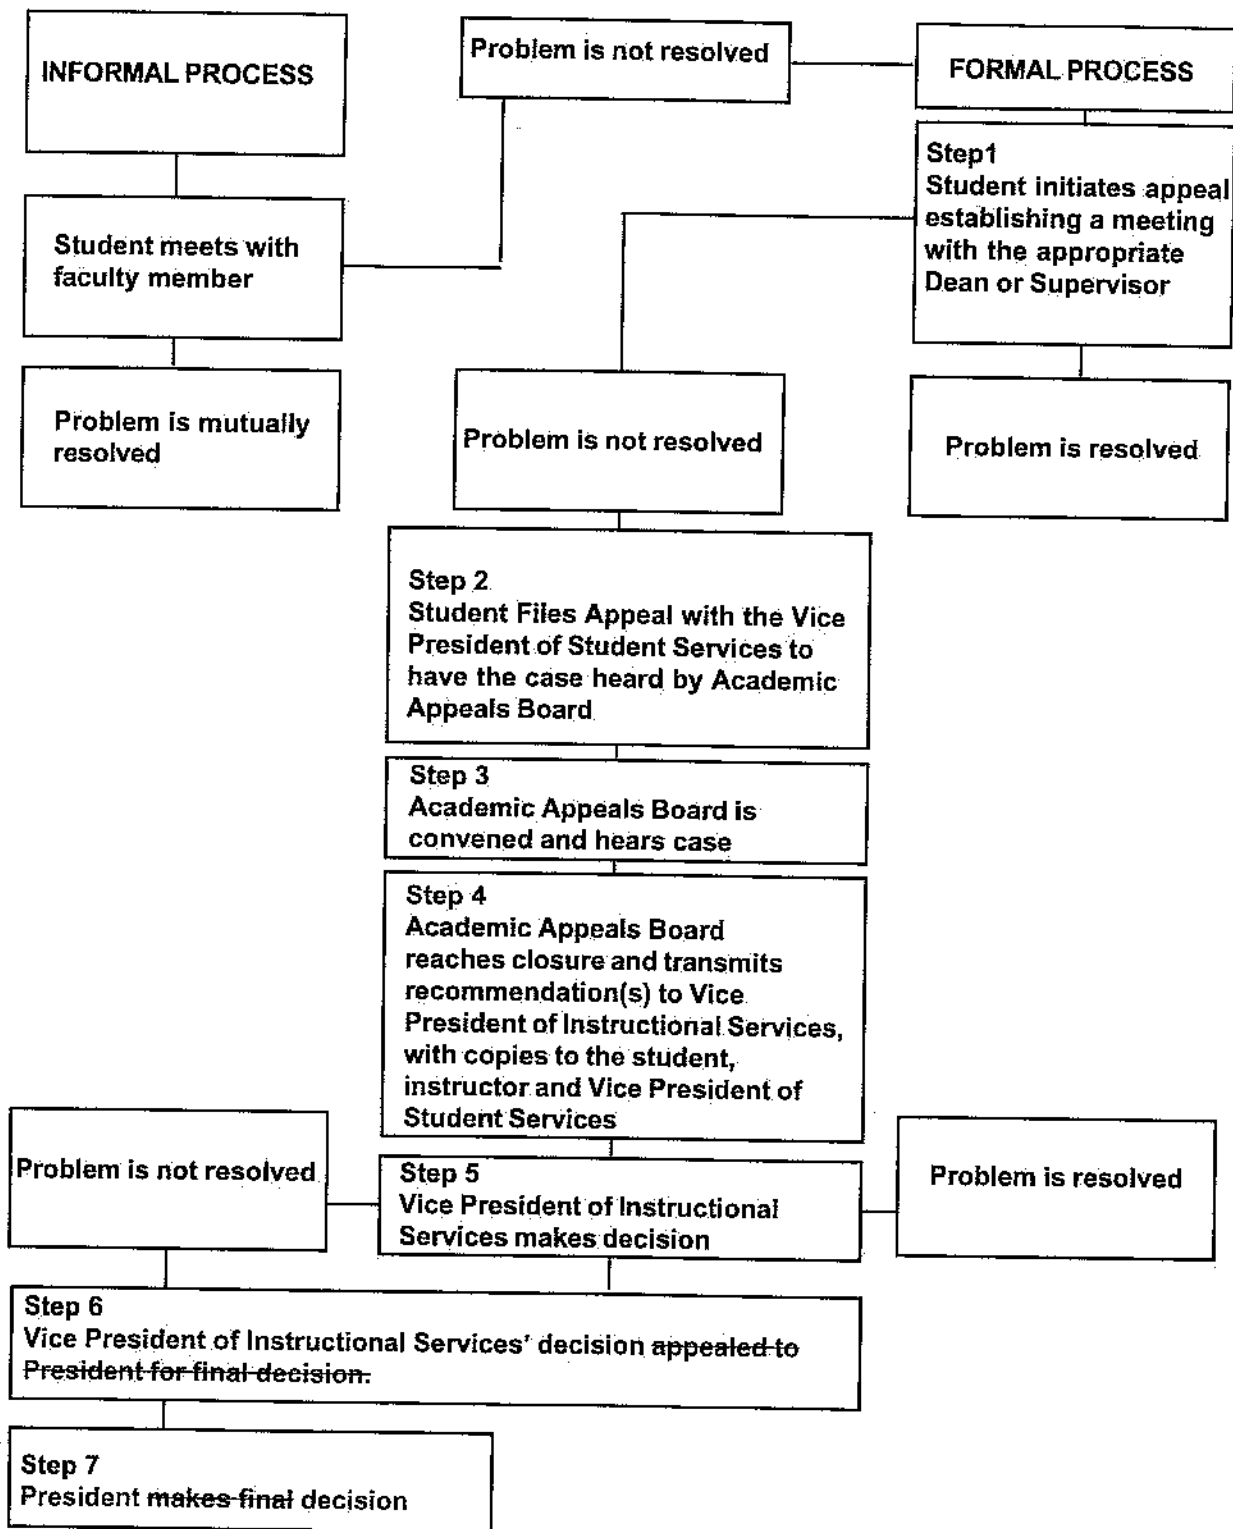 INFORMAL PROCESS
Problem is not resolved
FORMAL PROCESS
Student meets with
faculty member
Step1
Student initiates appeal
establishing a meeting
with the appropriate
Dean or Supervisor
Problem is mutually
resolved
Problem is not resolved
Problem is resolved
Step 2
Student Files Appeal with the Vice
President of Student Services to
have the case heard by Academic
Appeals Board
Step 3
Academic Appeals Board is
convened and hears case
Step 4
Academic Appeals Board
reaches closure and transmits
recommendation(s) to Vice
President of Instructional Services,
with copies to the student,
instructor and Vice President of
Student Services
Problem is not resolved
Step 5
Vice President of Instructional
Services makes decision
Problem is resolved
Step 6
Vice President of Instructional Services' decision appealed to
President for final decision.
Step 7
President makes final decision